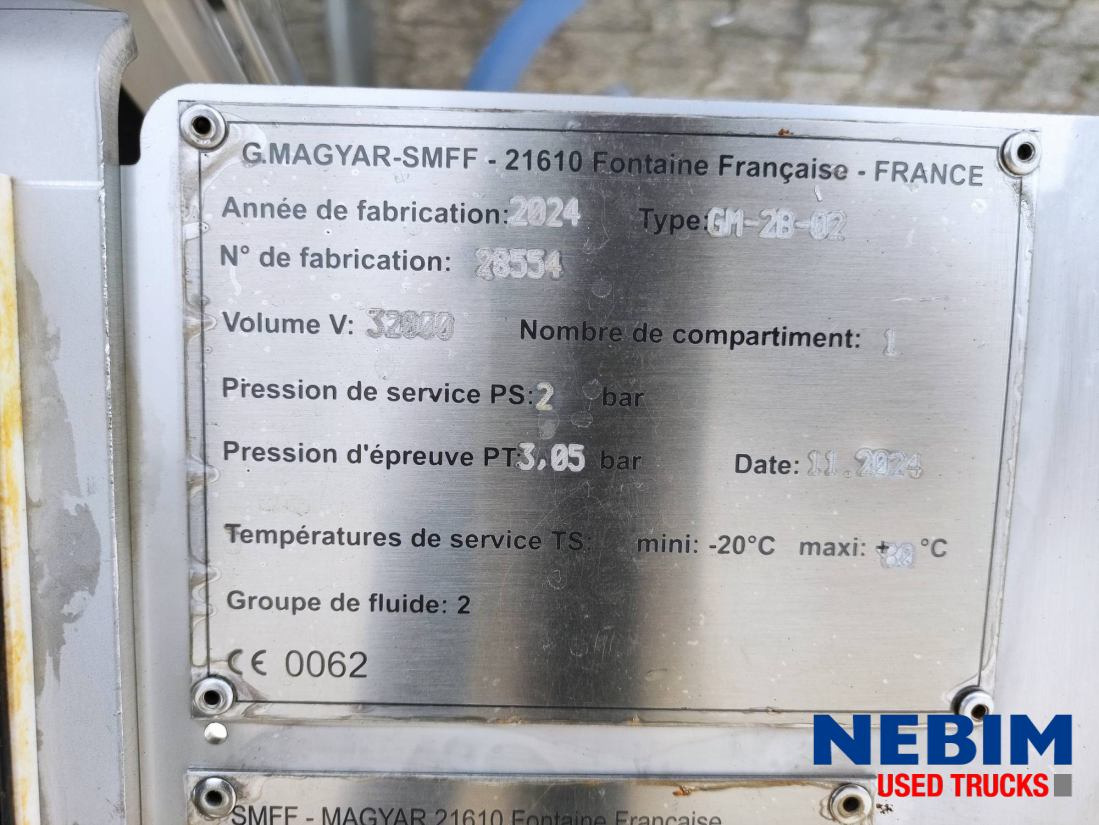 G.MAGYAR-SMFF - 21610 Fontaine Française - FRANCE
Année de fabrication: 2024 Type: GM-2B-02
N° de fabrication: 28554
Volume V: 32000 Nombre de compartiment: 1
Pression de service PS: 2 bar
Pression d'épreuve PT: 3,05 bar Date: 11.2024
Températures de service TS: mini: -20°C maxi: +80 °C
Groupe de fluide: 2
CE 0062
NEBIM
USED TRUCKS
SMFF - MAGYAR 21610 Fontaine Française